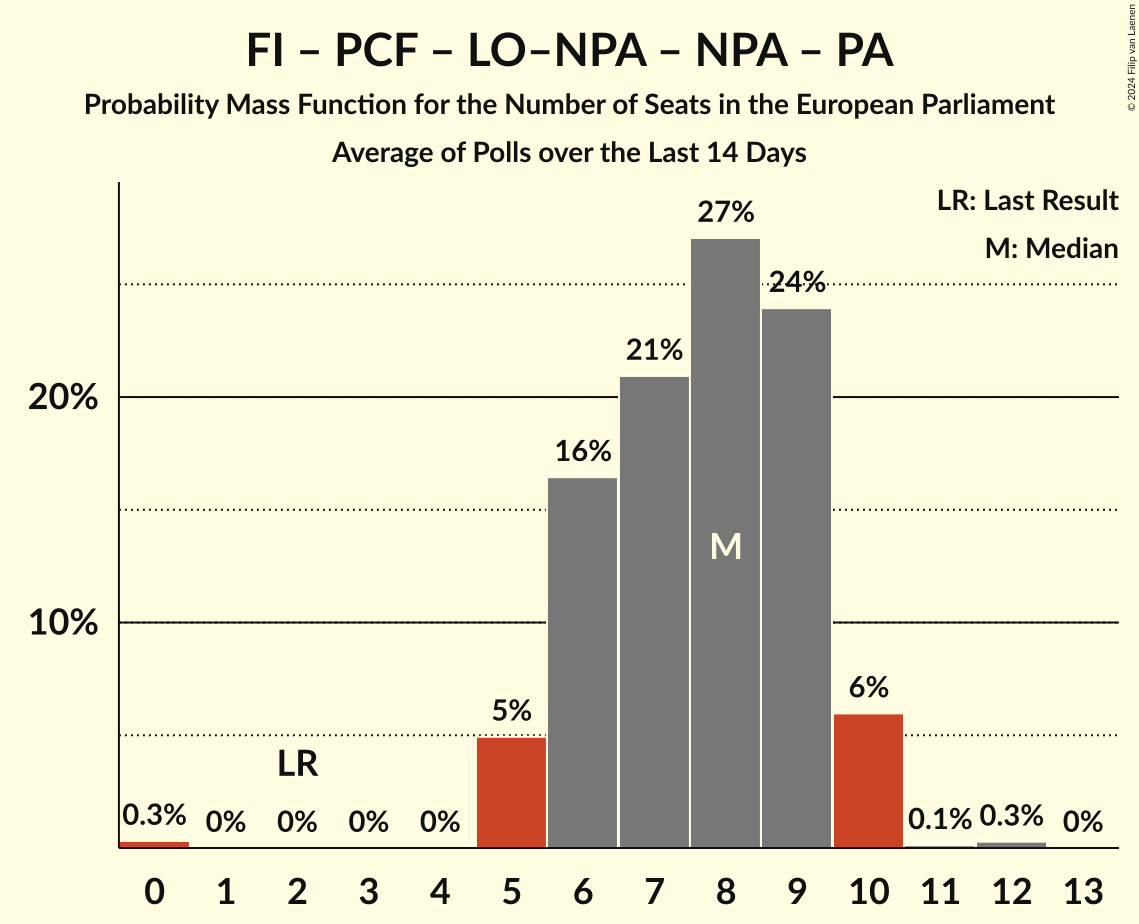 FI – PCF – LO–NPA – NPA – PA
Probability Mass Function for the Number of Seats in the European Parliament
Average of Polls over the Last 14 Days
© 2024 Filip van Laenen
LR: Last Result
M: Median
27%
24%
21%
20%
16%
M
10%
6%
5%
LR
0.3% 0% 0% 0% 0% 0.1% 0.3% 0%
0 1 2 3 4 5 6 7 8 9 10 11 12 13